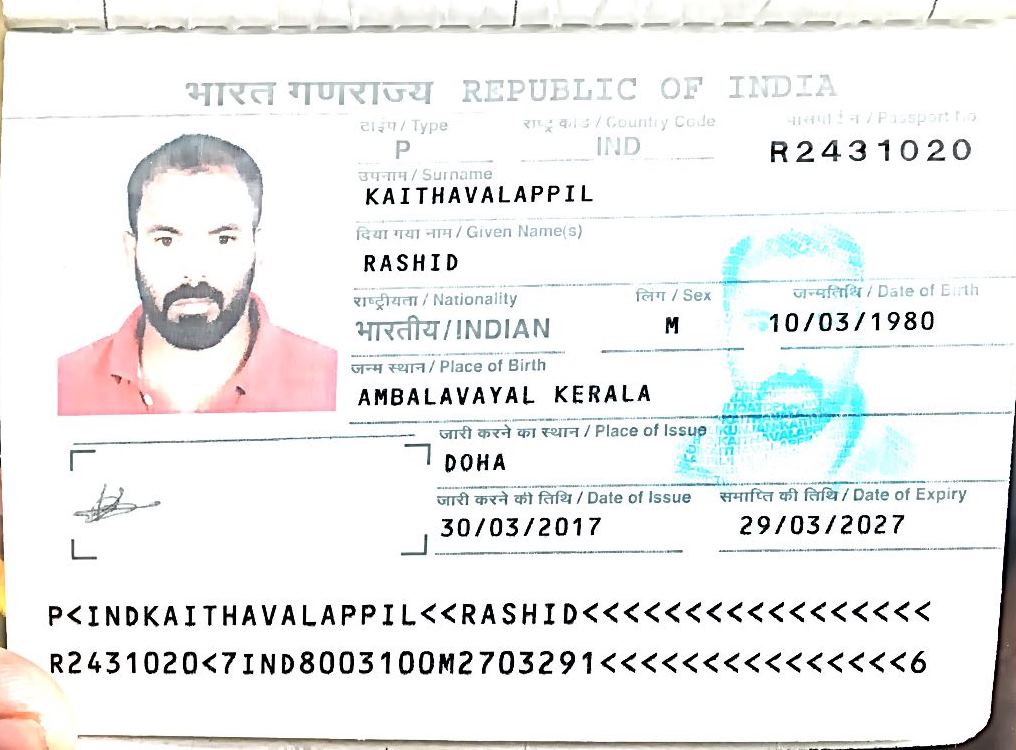 भारत गणराज्य REPUBLIC OF INDIA
टाईप / Type राष्ट्र कोड / Country Code पासपोर्ट नं / Passport No.
P IND R2431020
उपनाम / Surname
KAITHAVALAPPIL
दिया गया नाम / Given Name(s)
RASHID
राष्ट्रीयता / Nationality लिंग / Sex जन्मतिथि / Date of Birth
भारतीय / INDIAN M 10/03/1980
जन्म स्थान / Place of Birth
AMBALAVAYAL KERALA
जारी करने का स्थान / Place of Issue
DOHA
जारी करने की तिथि / Date of Issue समाप्ति की तिथि / Date of Expiry
30/03/2017 29/03/2027
P<INDKAITHAVALAPPIL<<RASHID<<<<<<<<<<<<<<<<<
R2431020<7IND8003100M2703291<<<<<<<<<<<<<<<6